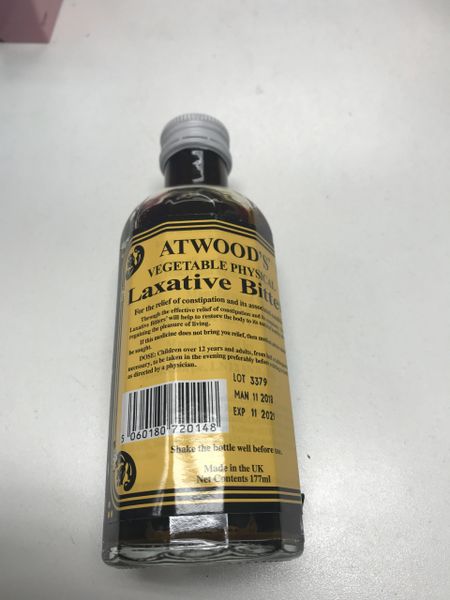 ATWOOD'S
VEGETABLE PHYSICAL
Laxative Bitte
For the relief of constipation and its associated
Through the effective relief of constipation and
Laxative Bitters' will help to restore the body to its
regaining the pleasure of living.
If this medicine does not bring you relief, then
be sought.
DOSE: Children over 12 years and adults, from half
necessary, to be taken in the evening preferably before
as directed by a physician.
LOT 3379
MAN 11 2018
EXP 11 2021
5 060180 720148
Shake the bottle well before use.
Made in the UK
Net Contents 177ml